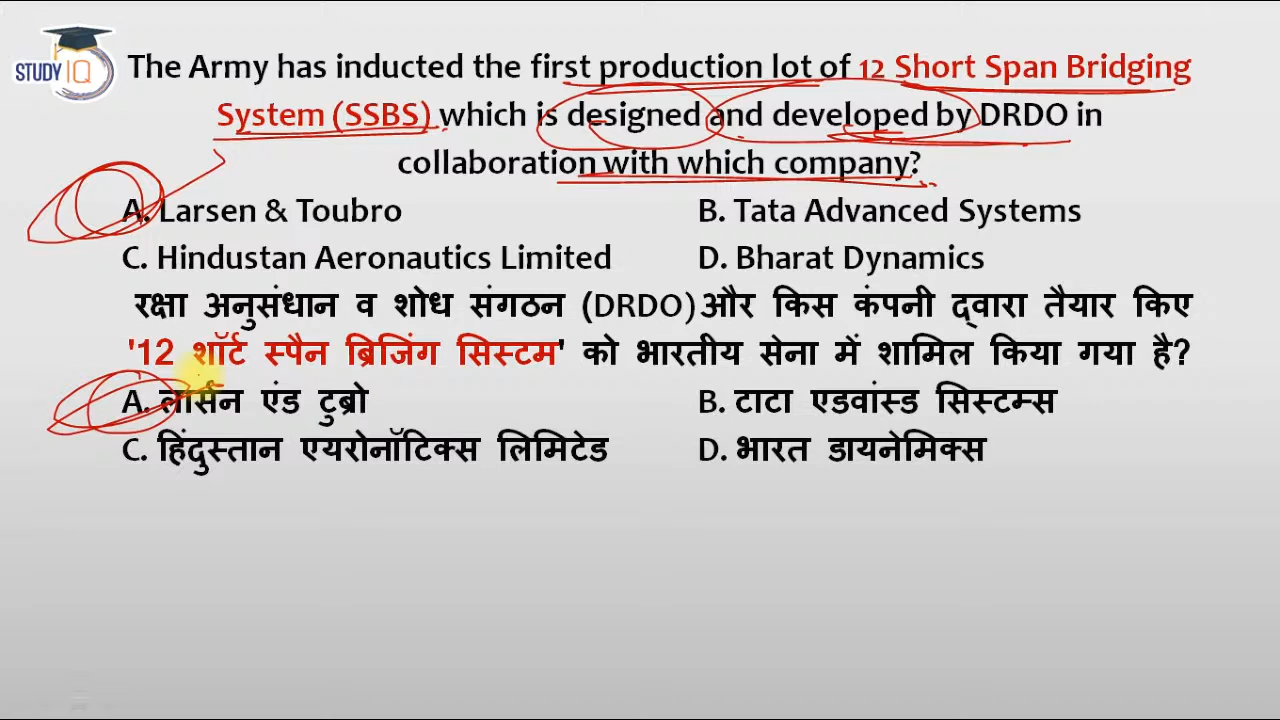 STUDY IQ
The Army has inducted the first production lot of 12 Short Span Bridging
System (SSBS) which is designed and developed by DRDO in
collaboration with which company?
A. Larsen & Toubro B. Tata Advanced Systems
C. Hindustan Aeronautics Limited D. Bharat Dynamics
रक्षा अनुसंधान व शोध संगठन (DRDO) और किस कंपनी द्वारा तैयार किए
'12 शॉर्ट स्पैन ब्रिजिंग सिस्टम' को भारतीय सेना में शामिल किया गया है?
A. लार्सन एंड टुब्रो B. टाटा एडवांस्ड सिस्टम्स
C. हिंदुस्तान एयरोनॉटिक्स लिमिटेड D. भारत डायनेमिक्स